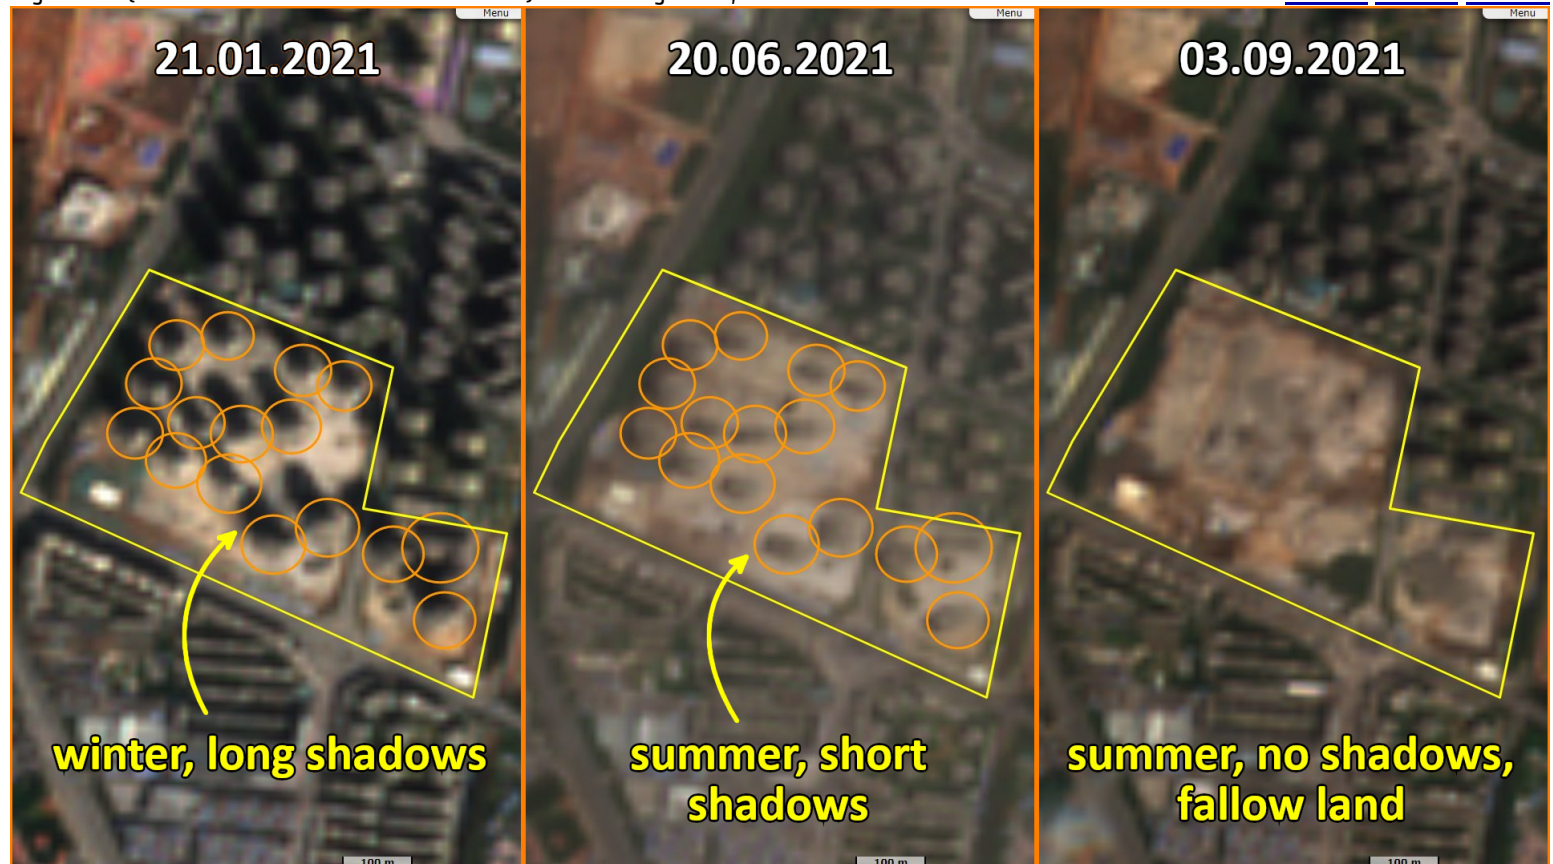 Menu
Menu
Menu
21.01.2021
20.06.2021
03.09.2021
winter, long shadows
summer, short
shadows
summer, no shadows,
fallow land
100 m
100 m
100 m